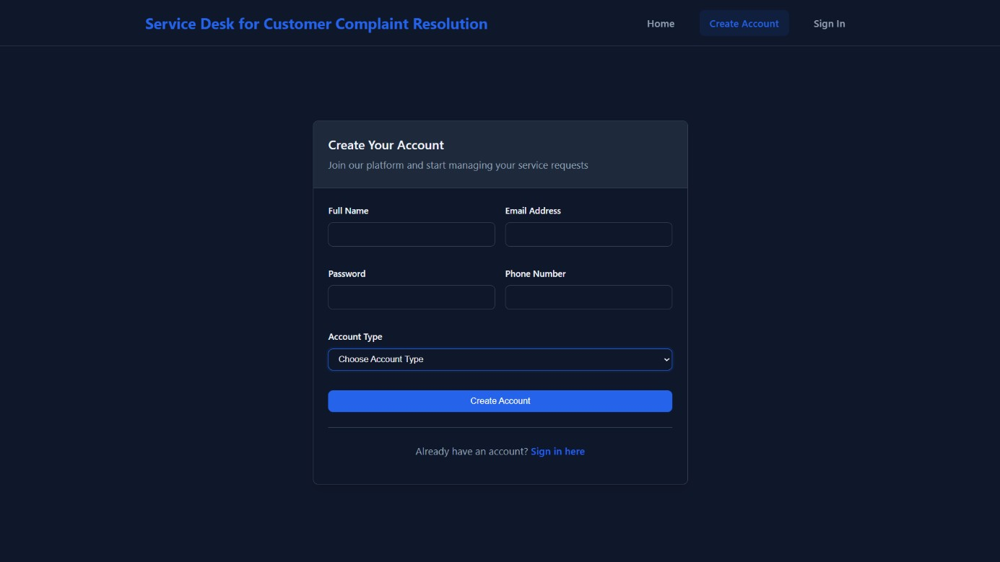 Service Desk for Customer Complaint Resolution
Home
Create Account
Sign In
Create Your Account
Join our platform and start managing your service requests
Full Name
Email Address
Password
Phone Number
Account Type
Choose Account Type
Create Account
Already have an account? Sign in here